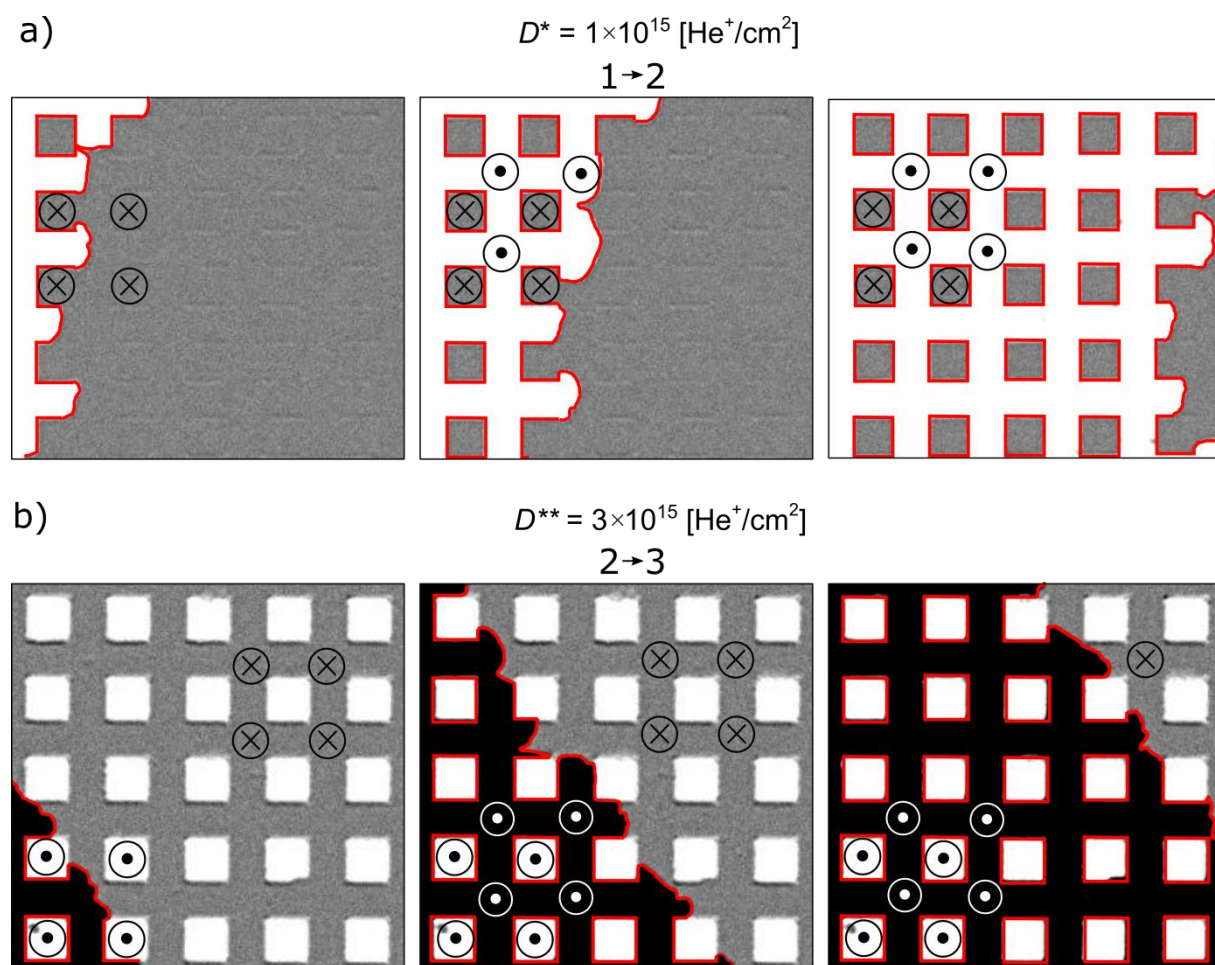 a)
D* = 1×10¹⁵ [He⁺/cm²]
1→2
b)
D** = 3×10¹⁵ [He⁺/cm²]
2→3